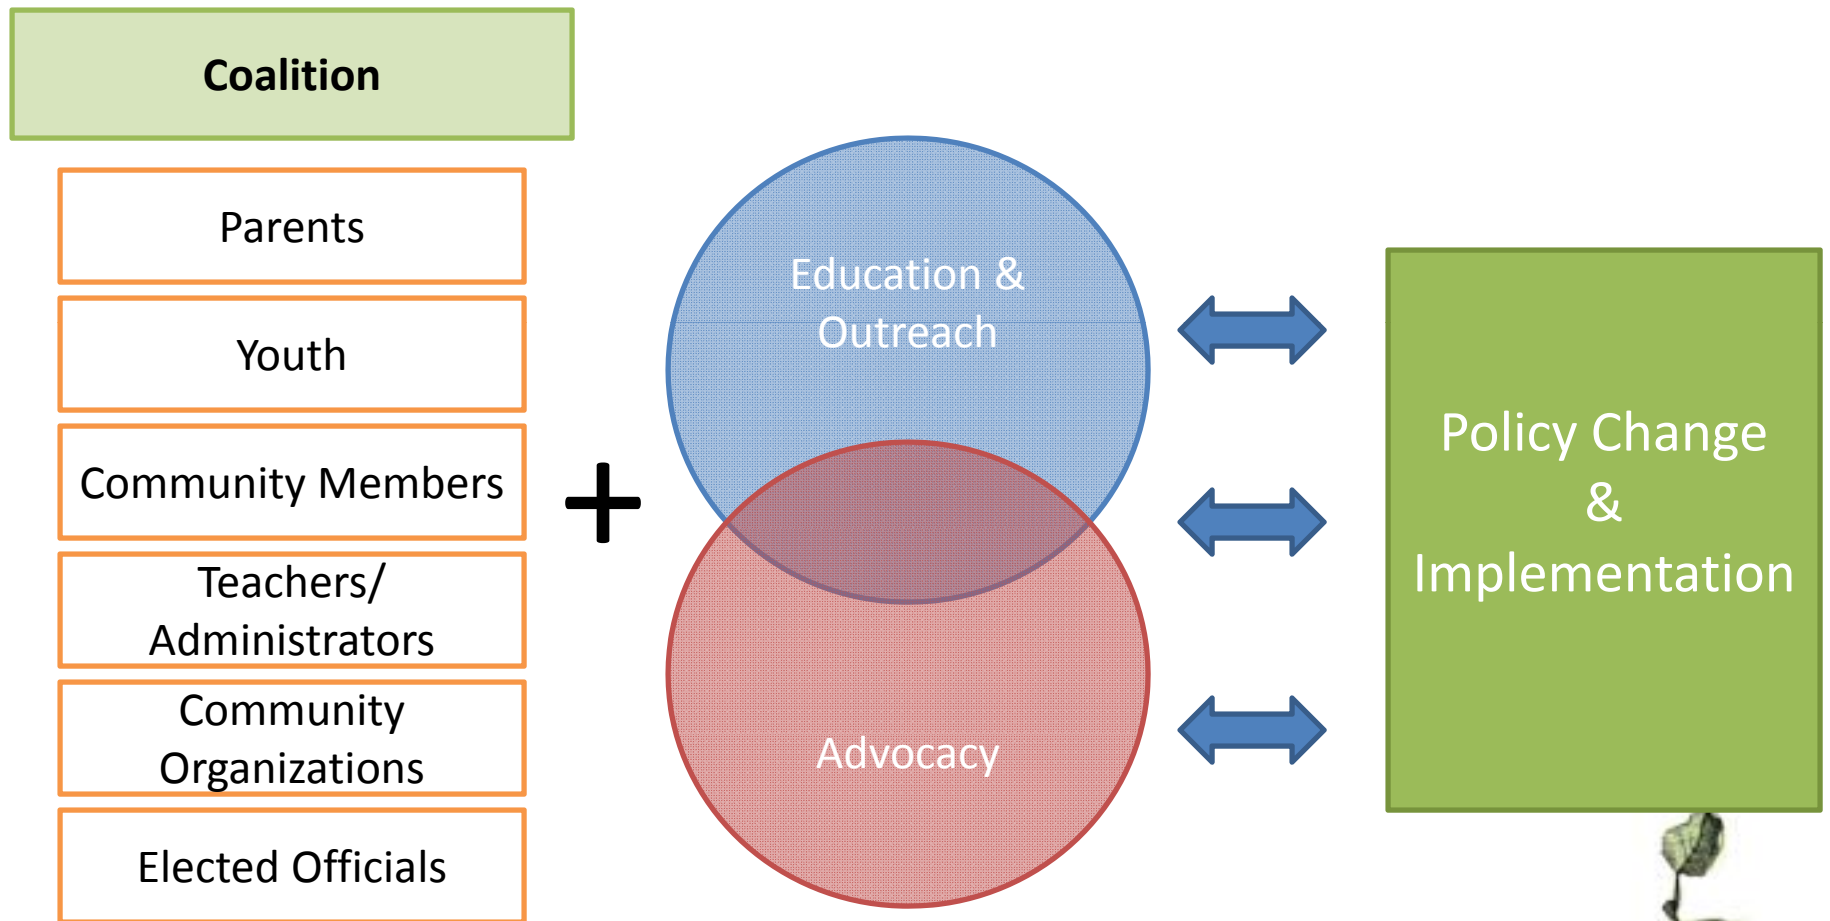 Coalition
Parents
Youth
Community Members
Teachers/
Administrators
Community
Organizations
Elected Officials
+
Education &
Outreach
Advocacy
Policy Change
&
Implementation